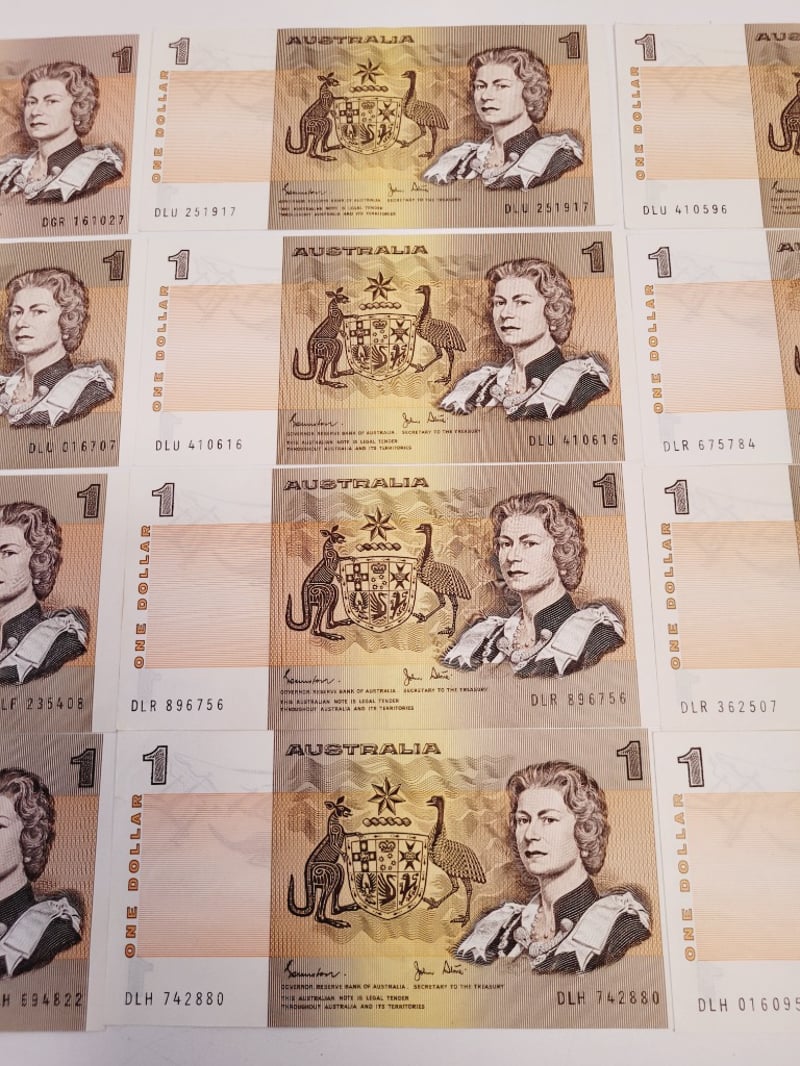 1
DGR 161027
1
AUSTRALIA
1
ONE DOLLAR
GOVERNOR RESERVE BANK OF AUSTRALIA. SECRETARY TO THE TREASURY
THIS AUSTRALIAN NOTE IS LEGAL TENDER
THROUGHOUT AUSTRALIA AND ITS TERRITORIES
DLU 251917
DLU 251917
1
AUS
ONE DOLLAR
DLU 410596
1
DLU 016707
1
AUSTRALIA
1
ONE DOLLAR
GOVERNOR RESERVE BANK OF AUSTRALIA. SECRETARY TO THE TREASURY
THIS AUSTRALIAN NOTE IS LEGAL TENDER
THROUGHOUT AUSTRALIA AND ITS TERRITORIES
DLU 410616
DLU 410616
1
ONE DOLLAR
DLR 675784
1
LF 235408
1
AUSTRALIA
1
ONE DOLLAR
GOVERNOR RESERVE BANK OF AUSTRALIA SECRETARY TO THE TREASURY
THIS AUSTRALIAN NOTE IS LEGAL TENDER
THROUGHOUT AUSTRALIA AND ITS TERRITORIES
DLR 896756
DLR 896756
1
ONE DOLLAR
DLR 362507
1
H 694822
1
AUSTRALIA
1
ONE DOLLAR
GOVERNOR RESERVE BANK OF AUSTRALIA. SECRETARY TO THE TREASURY
THIS AUSTRALIAN NOTE IS LEGAL TENDER
THROUGHOUT AUSTRALIA AND ITS TERRITORIES
DLH 742880
DLH 742880
1
ONE DOLLAR
DLH 016095